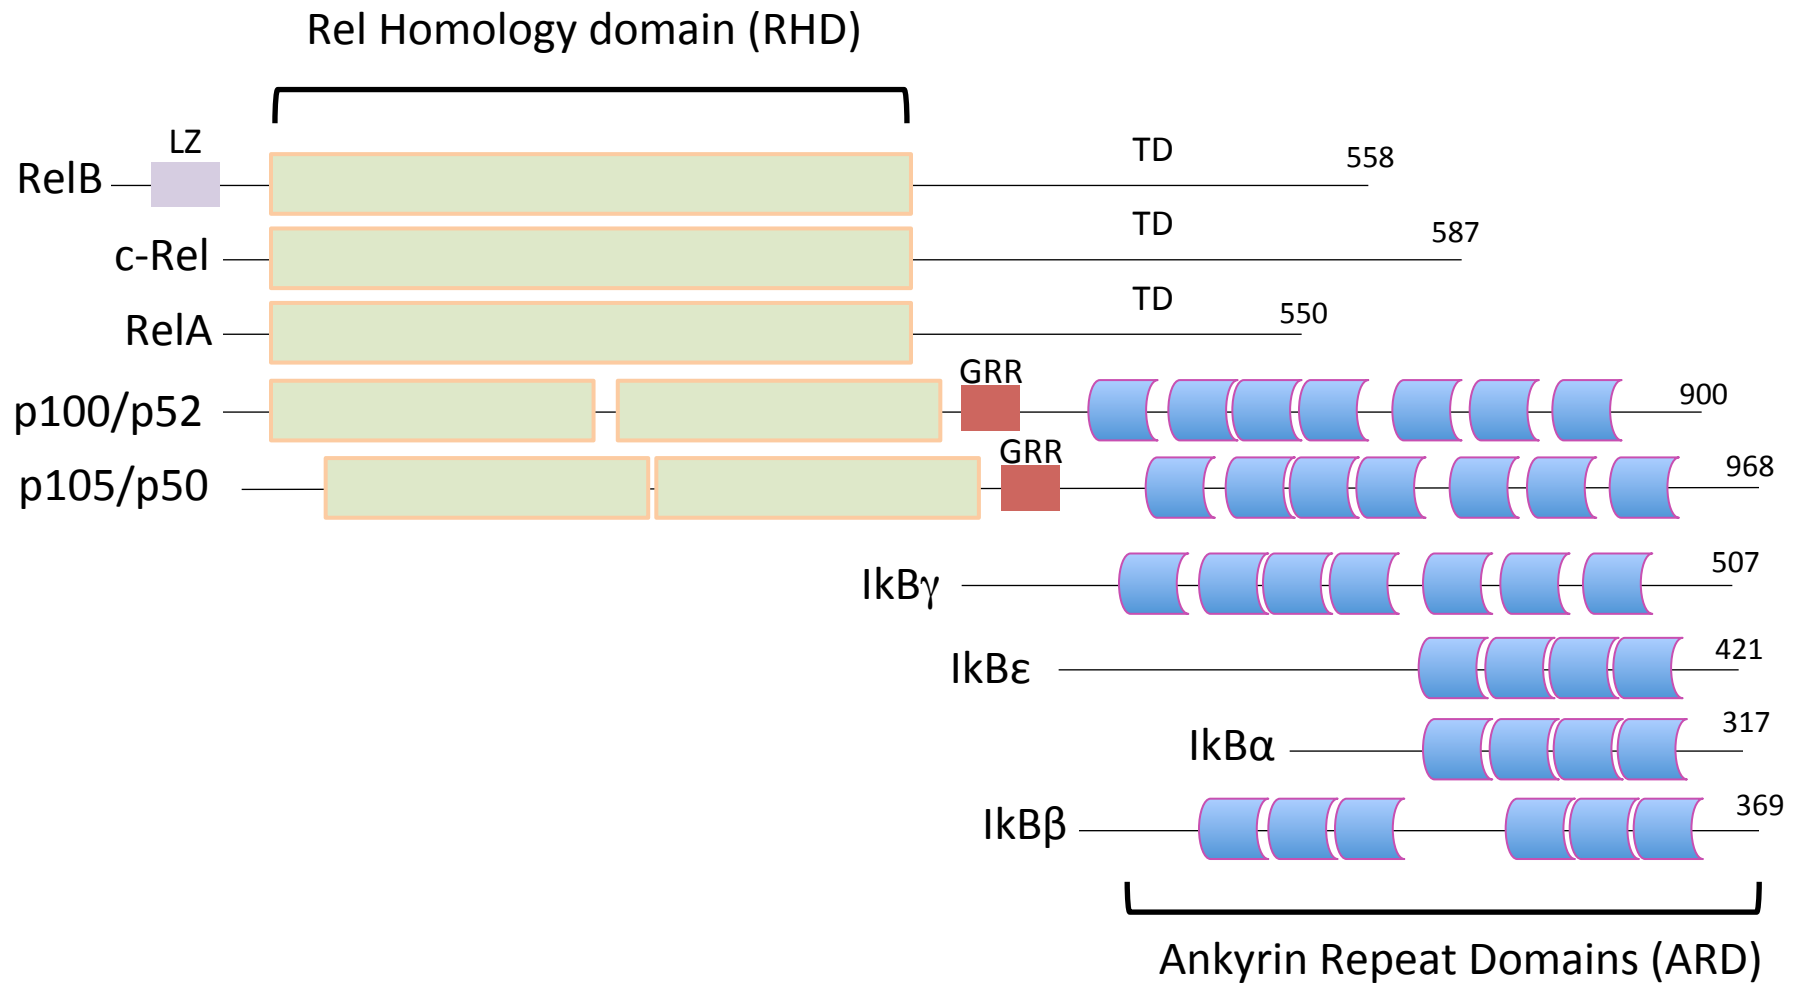 Rel Homology domain (RHD)
LZ
RelB
TD
558
c-Rel
TD
587
RelA
TD
550
p100/p52
GRR
900
p105/p50
GRR
968
IkBγ
507
IkBε
421
IkBα
317
IkBβ
369
Ankyrin Repeat Domains (ARD)